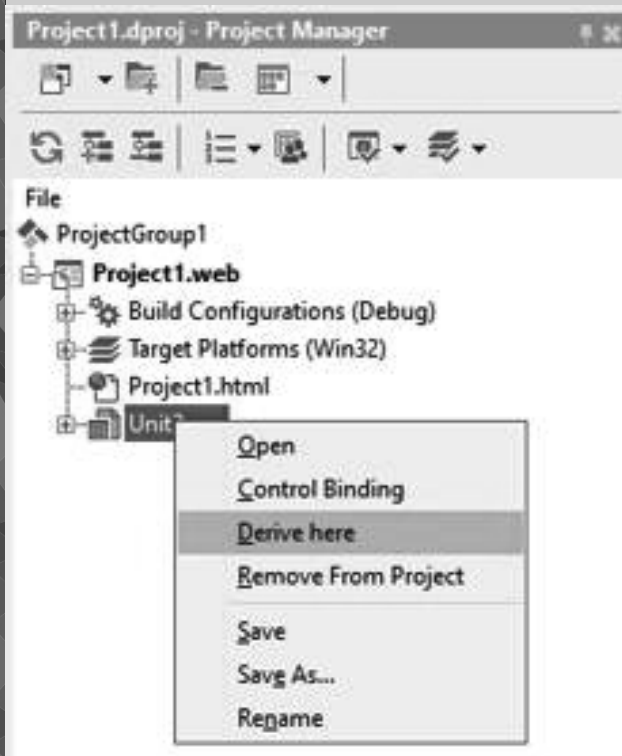 Project1.dproj - Project Manager
File
ProjectGroup1
Project1.web
Build Configurations (Debug)
Target Platforms (Win32)
Project1.html
Open
Control Binding
Derive here
Remove From Project
Save
Save As...
Rename